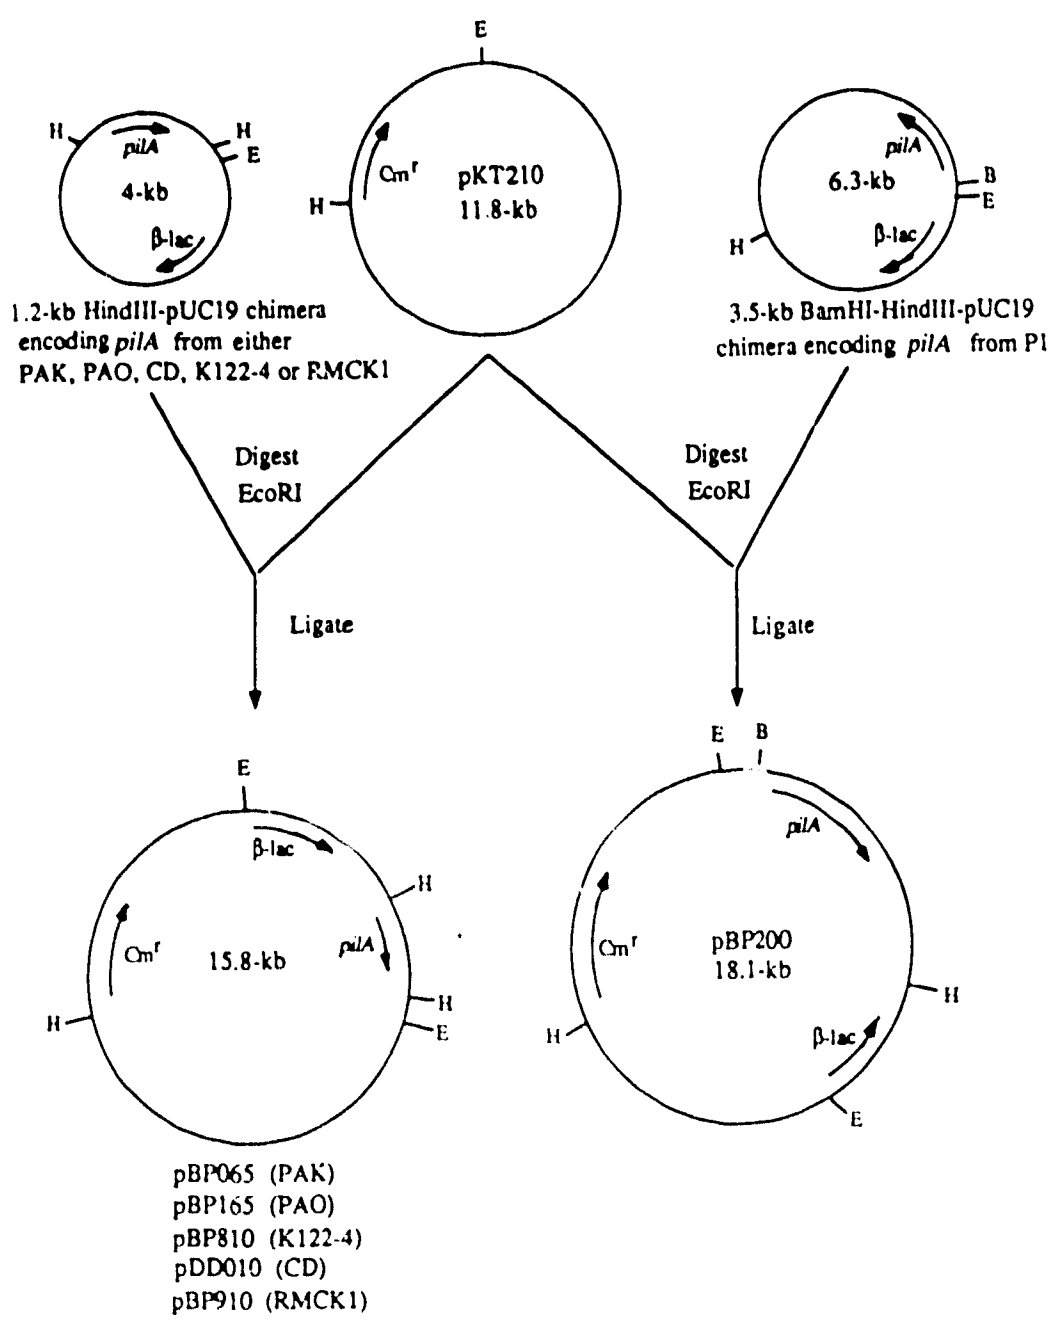 E
H
pilA
H
E
4-kb
β-lac
Cm^r
pKT210
11.8-kb
H
pilA
6.3-kb
B
E
β-lac
H
1.2-kb HindIII-pUC19 chimera
encoding pilA from either
PAK, PAO, CD, K122-4 or RMCK1
3.5-kb BamHI-HindIII-pUC19
chimera encoding pilA from P1
Digest
EcoRI
Digest
EcoRI
Ligate
Ligate
E
β-lac
H
Cm^r
15.8-kb
pilA
H
H
E
E
B
pilA
Cm^r
pBP200
18.1-kb
H
H
β-lac
E
pBP065 (PAK)
pBP165 (PAO)
pBP810 (K122-4)
pDD010 (CD)
pBP910 (RMCK1)